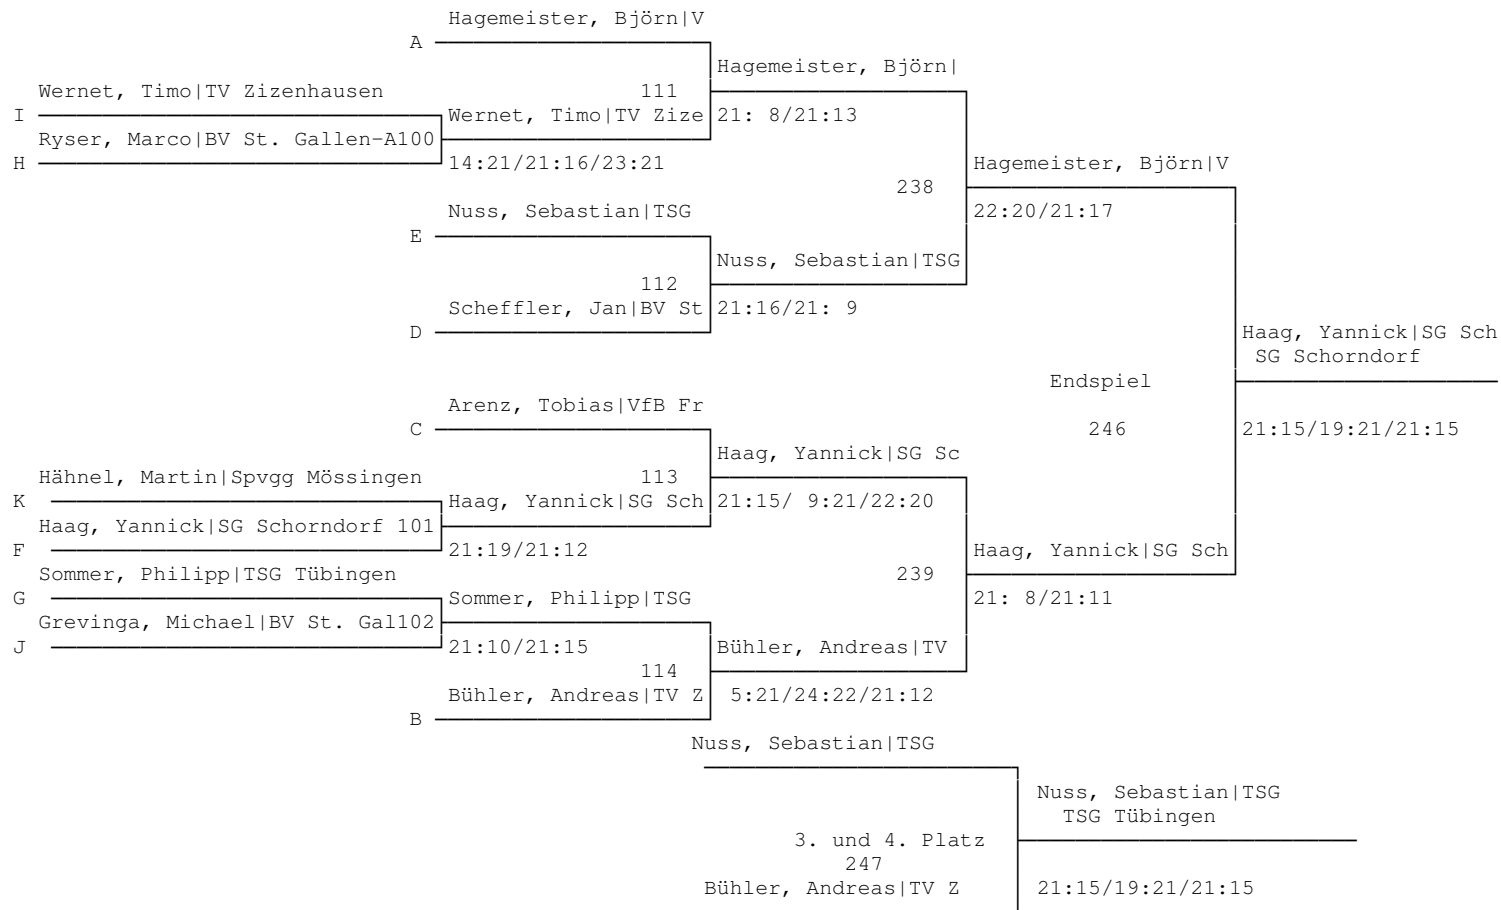 Hagemeister, Björn|V
A
Hagemeister, Björn|
Wernet, Timo|TV Zizenhausen
111
I
Wernet, Timo|TV Zize
21: 8/21:13
Ryser, Marco|BV St. Gallen-A100
H
14:21/21:16/23:21
Hagemeister, Björn|V
238
Nuss, Sebastian|TSG
22:20/21:17
E
Nuss, Sebastian|TSG
112
Scheffler, Jan|BV St
21:16/21: 9
D
Haag, Yannick|SG Sch
SG Schorndorf
Endspiel
Arenz, Tobias|VfB Fr
C
246
21:15/19:21/21:15
Haag, Yannick|SG Sc
Hähnel, Martin|Spvgg Mössingen
113
K
Haag, Yannick|SG Sch
21:15/ 9:21/22:20
Haag, Yannick|SG Schorndorf 101
F
21:19/21:12
Haag, Yannick|SG Sch
Sommer, Philipp|TSG Tübingen
239
G
Sommer, Philipp|TSG
21: 8/21:11
Grevinga, Michael|BV St. Gal102
J
21:10/21:15
Bühler, Andreas|TV
114
Bühler, Andreas|TV Z
5:21/24:22/21:12
B
Nuss, Sebastian|TSG
Nuss, Sebastian|TSG
TSG Tübingen
3. und 4. Platz
247
Bühler, Andreas|TV Z
21:15/19:21/21:15